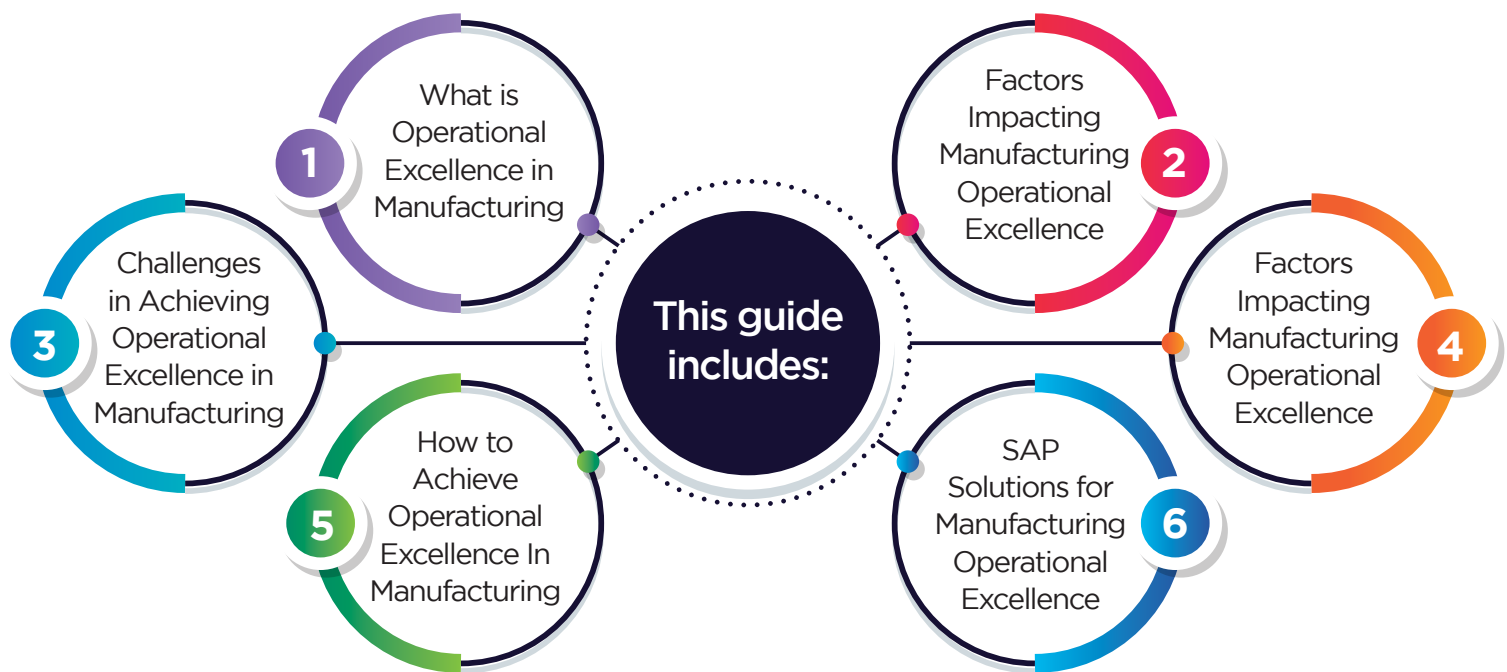 This guide
includes:
1
What is
Operational
Excellence in
Manufacturing
2
Factors
Impacting
Manufacturing
Operational
Excellence
3
Challenges
in Achieving
Operational
Excellence in
Manufacturing
4
Factors
Impacting
Manufacturing
Operational
Excellence
5
How to
Achieve
Operational
Excellence In
Manufacturing
6
SAP
Solutions for
Manufacturing
Operational
Excellence